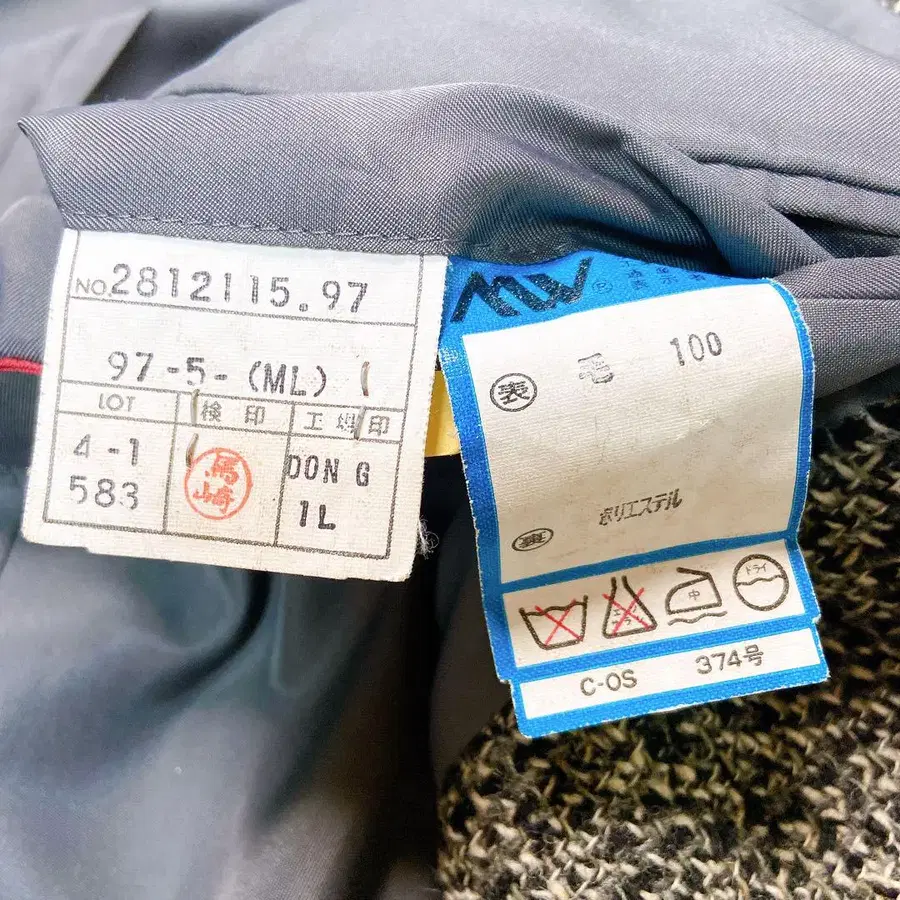 NO.2812115.97
97-5-(ML)
LOT 検印 工場印
4-1 583
馬崎
DONG 1L
MW
表 毛 100
裏 ポリエステル
中 ドライ
C-OS 374号